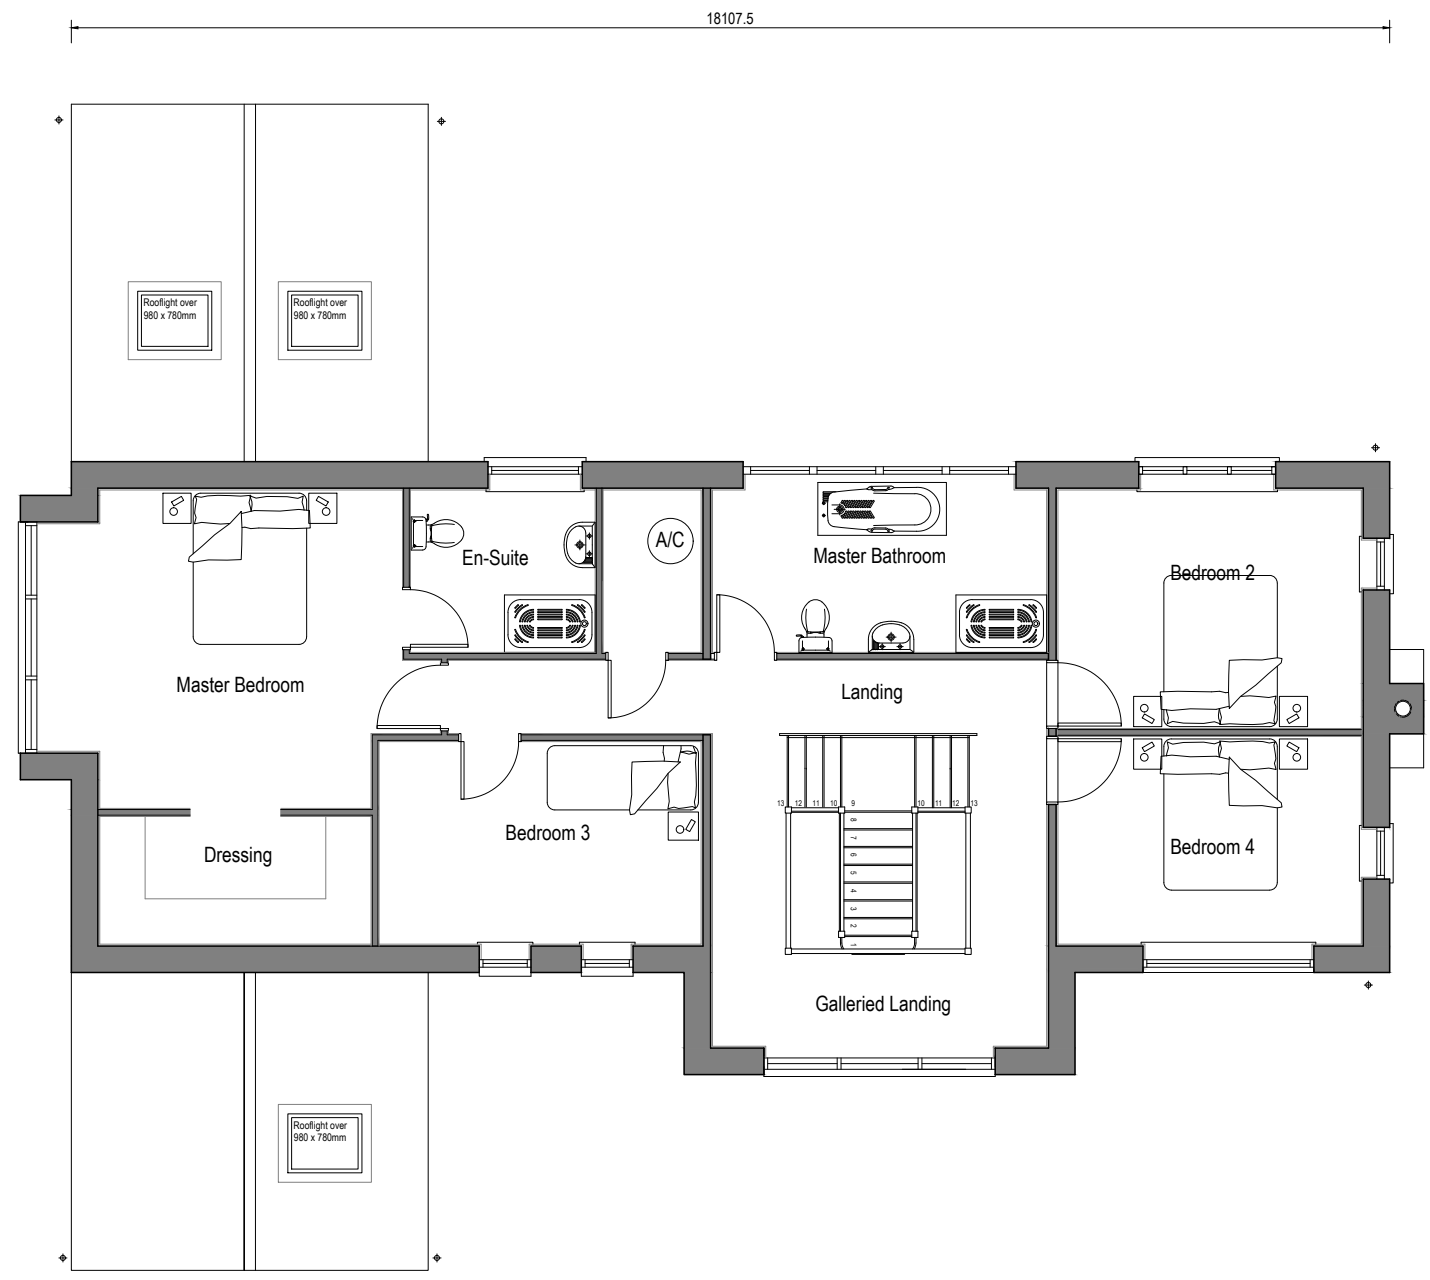 18107.5
Rooflight over
980 x 780mm
Rooflight over
980 x 780mm
A/C
En-Suite
Master Bathroom
Bedroom 2
Master Bedroom
Landing
13 12 11 10 9 10 11 12 13
8
7
6
5
4
3
2
1
Bedroom 3
Bedroom 4
Dressing
Galleried Landing
Rooflight over
980 x 780mm